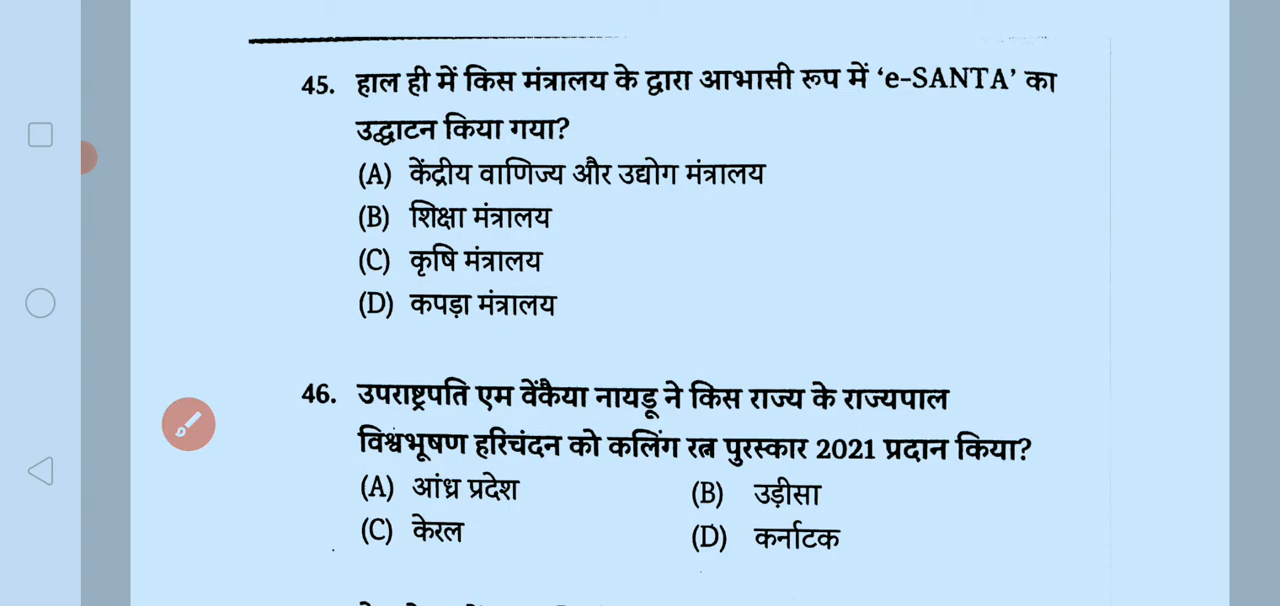 45. हाल ही में किस मंत्रालय के द्वारा आभासी रूप में ‘e-SANTA’ का
उद्घाटन किया गया?
(A) केंद्रीय वाणिज्य और उद्योग मंत्रालय
(B) शिक्षा मंत्रालय
(C) कृषि मंत्रालय
(D) कपड़ा मंत्रालय
46. उपराष्ट्रपति एम वेंकैया नायडू ने किस राज्य के राज्यपाल
विश्वभूषण हरिचंदन को कलिंग रत्न पुरस्कार 2021 प्रदान किया?
(A) आंध्र प्रदेश (B) उड़ीसा
(C) केरल (D) कर्नाटक